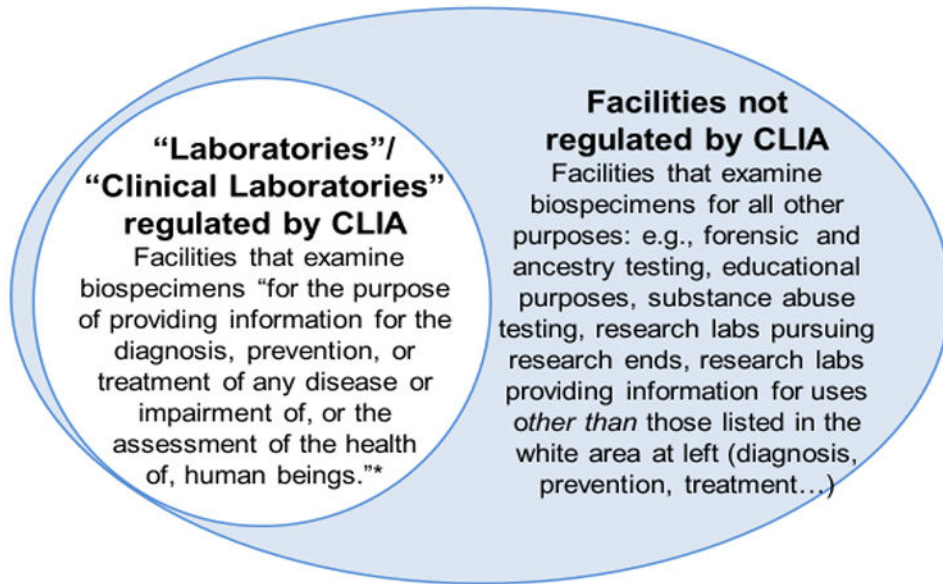 “Laboratories”/
“Clinical Laboratories”
regulated by CLIA
Facilities that examine
biospecimens “for the purpose
of providing information for the
diagnosis, prevention, or
treatment of any disease or
impairment of, or the
assessment of the health
of, human beings.”*
Facilities not
regulated by CLIA
Facilities that examine
biospecimens for all other
purposes: e.g., forensic and
ancestry testing, educational
purposes, substance abuse
testing, research labs pursuing
research ends, research labs
providing information for uses
other than those listed in the
white area at left (diagnosis,
prevention, treatment…)